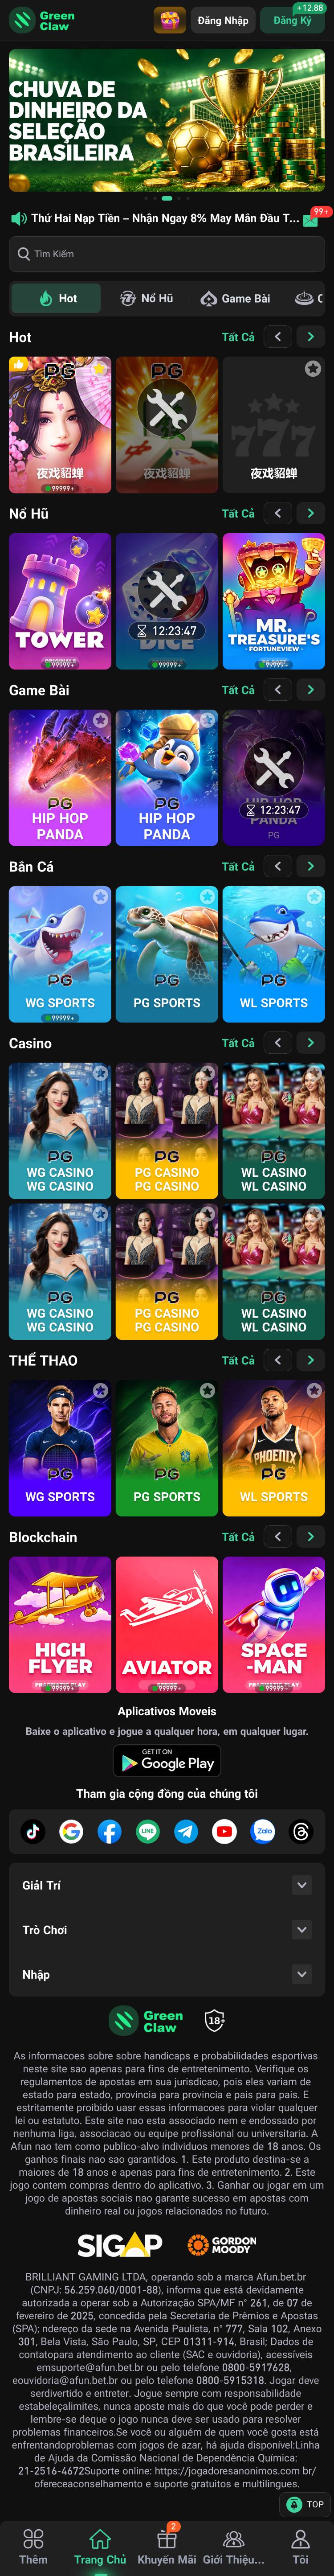 Green
Claw
Đăng Nhập
Đăng Ký
+12.88
CHUVA DE
DINHEIRO DA
SELEÇÃO
BRASILEIRA
Thứ Hai Nạp Tiền – Nhận Ngay 8% May Mắn Đầu T...
99+
Tìm Kiếm
Hot
Nổ Hũ
Game Bài
C
Hot
Tất Cả
PG
夜戏貂蝉
99999+
PG
夜戏貂蝉
777
夜戏貂蝉
Nổ Hũ
Tất Cả
TOWER
99999+
12:23:47
DICE
99999+
MR.
TREASURE'S
FORTUNEVIEW
99999+
Game Bài
Tất Cả
PG
HIP HOP
PANDA
PG
HIP HOP
PANDA
HIP HOP
12:23:47
PANDA
PG
Bắn Cá
Tất Cả
PG
WG SPORTS
99999+
PG
PG SPORTS
PG
WL SPORTS
Casino
Tất Cả
PG
WG CASINO
WG CASINO
PG
PG CASINO
PG CASINO
PG
WL CASINO
WL CASINO
PG
WG CASINO
WG CASINO
PG
PG CASINO
PG CASINO
PG
WL CASINO
WL CASINO
THỂ THAO
Tất Cả
PG
WG SPORTS
PG
PG SPORTS
PHOENIX
PG
WL SPORTS
Blockchain
Tất Cả
HIGH
FLYER
99999+
AVIATOR
99999+
SPACE
-MAN
99999+
Aplicativos Moveis
Baixe o aplicativo e jogue a qualquer hora, em qualquer lugar.
GET IT ON
Google Play
Tham gia cộng đồng của chúng tôi
LINE
Zalo
Giải Trí
Trò Chơi
Nhập
Green
Claw
18+
As informacoes sobre sobre handicaps e probabilidades esportivas
neste site sao apenas para fins de entretenimento. Verifique os
regulamentos de apostas em sua jurisdicao, pois eles variam de
estado para estado, provincia para provincia e pais para pais. E
estritamente proibido usar essas informacoes para violar qualquer
lei ou estatuto. Este site nao esta associado nem e endossado por
nenhuma liga, associacao ou equipe profissional ou universitaria. A
Afun nao tem como publico-alvo individuos menores de 18 anos. Os
ganhos finais nao sao garantidos. 1. Este produto destina-se a
maiores de 18 anos e apenas para fins de entretenimento. 2. Este
jogo contem compras dentro do aplicativo. 3. Ganhar ou jogar em um
jogo de apostas sociais nao garante sucesso em apostas com
dinheiro real ou jogos relacionados no futuro.
SIGAP
GORDON
MOODY
BRILLIANT GAMING LTDA, operando sob a marca Afun.bet.br
(CNPJ: 56.259.060/0001-88), informa que está devidamente
autorizada a operar sob a Autorização SPA/MF n° 261, de 07 de
fevereiro de 2025, concedida pela Secretaria de Prêmios e Apostas
(SPA); ndereço da sede na Avenida Paulista, n° 777, Sala 102, Anexo
301, Bela Vista, São Paulo, SP, CEP 01311-914, Brasil; Dados de
contatopara atendimento ao cliente (SAC e ouvidoria), acessíveis
emsuporte@afun.bet.br ou pelo telefone 0800-5917628,
eouvidoria@afun.bet.br ou pelo telefone 0800-5915318. Jogar deve
serdivertido e entreter. Jogue sempre com responsabilidade
estabeleçalimites, nunca aposte mais do que você pode perder e
lembre-se deque o jogo nunca deve ser usado para resolver
problemas financeiros.Se você ou alguém de quem você gosta está
enfrentandoproblemas com jogos de azar, há ajuda disponível:Linha
de Ajuda da Comissão Nacional de Dependência Química:
21-2516-4672Suporte online: https://jogadoresanonimos.com br/
ofereceaconselhamento e suporte gratuitos e multilingues.
TOP
Thêm
Trang Chủ
2
Khuyến Mãi
Giới Thiệu...
Tôi